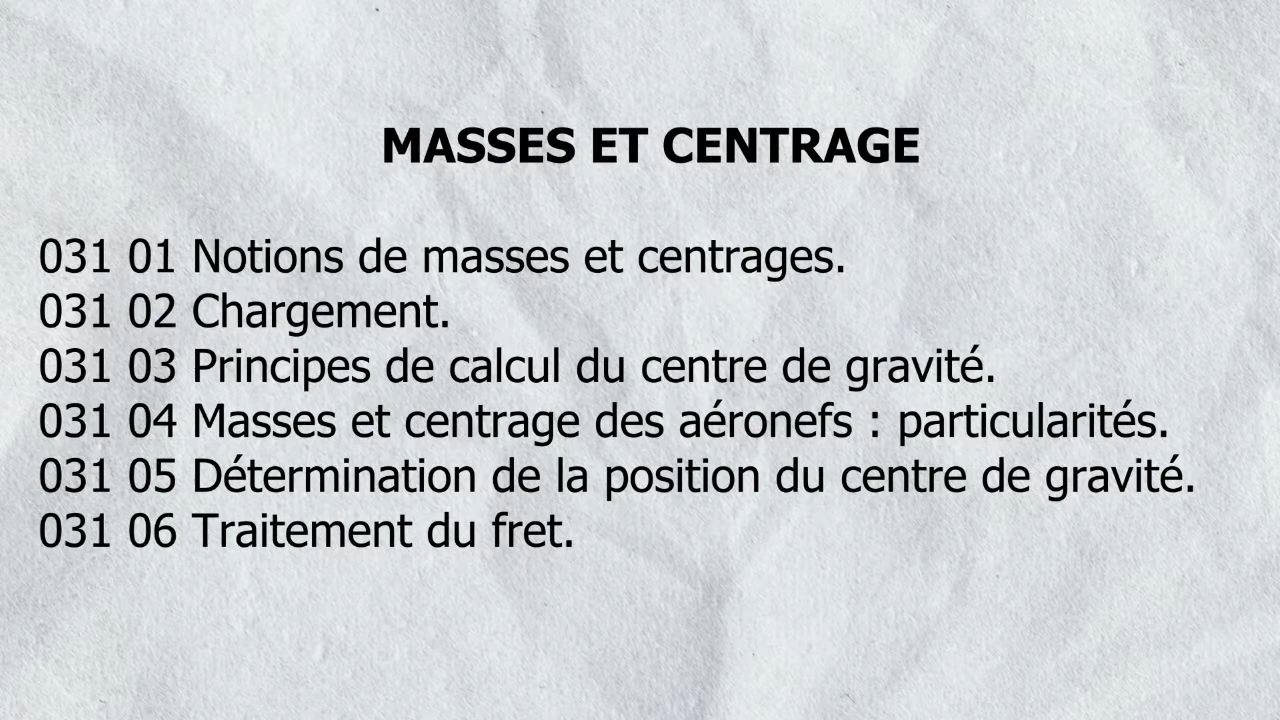 MASSES ET CENTRAGE
031 01 Notions de masses et centrages.
031 02 Chargement.
031 03 Principes de calcul du centre de gravité.
031 04 Masses et centrage des aéronefs : particularités.
031 05 Détermination de la position du centre de gravité.
031 06 Traitement du fret.